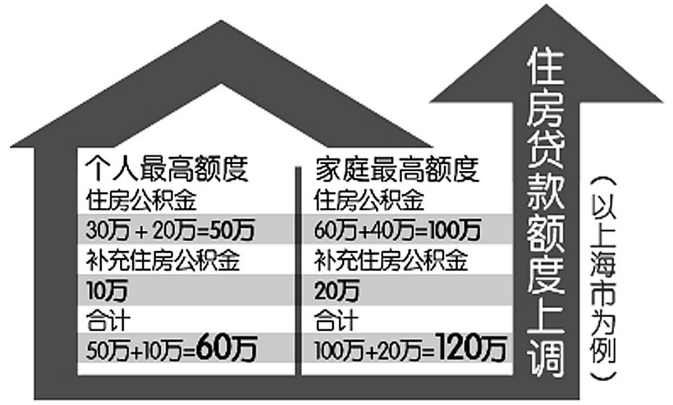 个人最高额度
住房公积金
30万+20万=50万
补充住房公积金
10万
合计
50万+10万=60万
家庭最高额度
住房公积金
60万+40万=100万
补充住房公积金
20万
合计
100万+20万=120万
住房贷款额度上调
（以上海市为例）